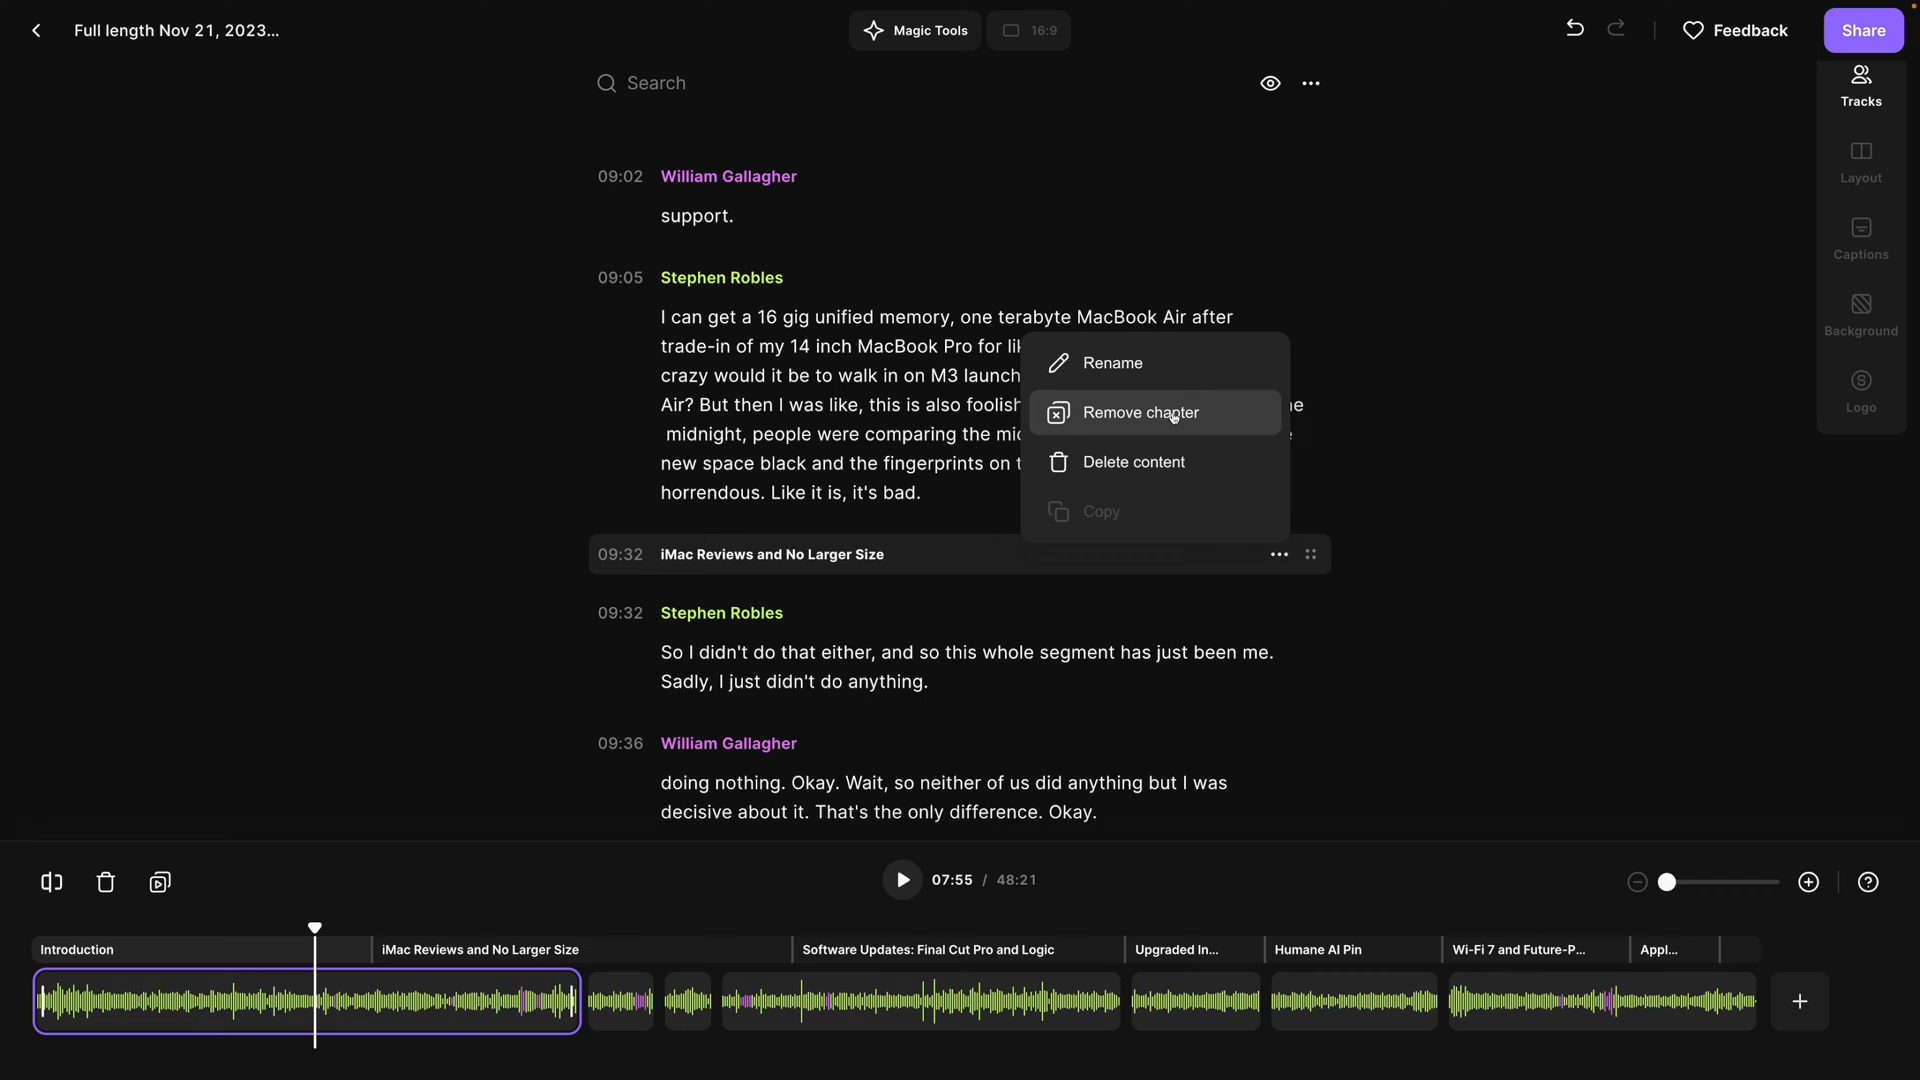 Full length Nov 21, 2023...
Magic Tools
16:9
Feedback
Share
Search
Tracks
Layout
Captions
Background
Logo
09:02 William Gallagher
support.
09:05 Stephen Robles
I can get a 16 gig unified memory, one terabyte MacBook Air after
trade-in of my 14 inch MacBook Pro for
crazy would it be to walk in on M3 launch
Air? But then I was like, this is also
midnight, people were comparing the
new space black and the fingerprints on
horrendous. Like it is, it's bad.
Rename
Remove chapter
Delete content
Copy
09:32 iMac Reviews and No Larger Size
09:32 Stephen Robles
So I didn't do that either, and so this whole segment has just been me.
Sadly, I just didn't do anything.
09:36 William Gallagher
doing nothing. Okay. Wait, so neither of us did anything but I was
decisive about it. That's the only difference. Okay.
07:55 / 48:21
Introduction
iMac Reviews and No Larger Size
Software Updates: Final Cut Pro and Logic
Upgraded In...
Humane AI Pin
Wi-Fi 7 and Future-P...
Appl...